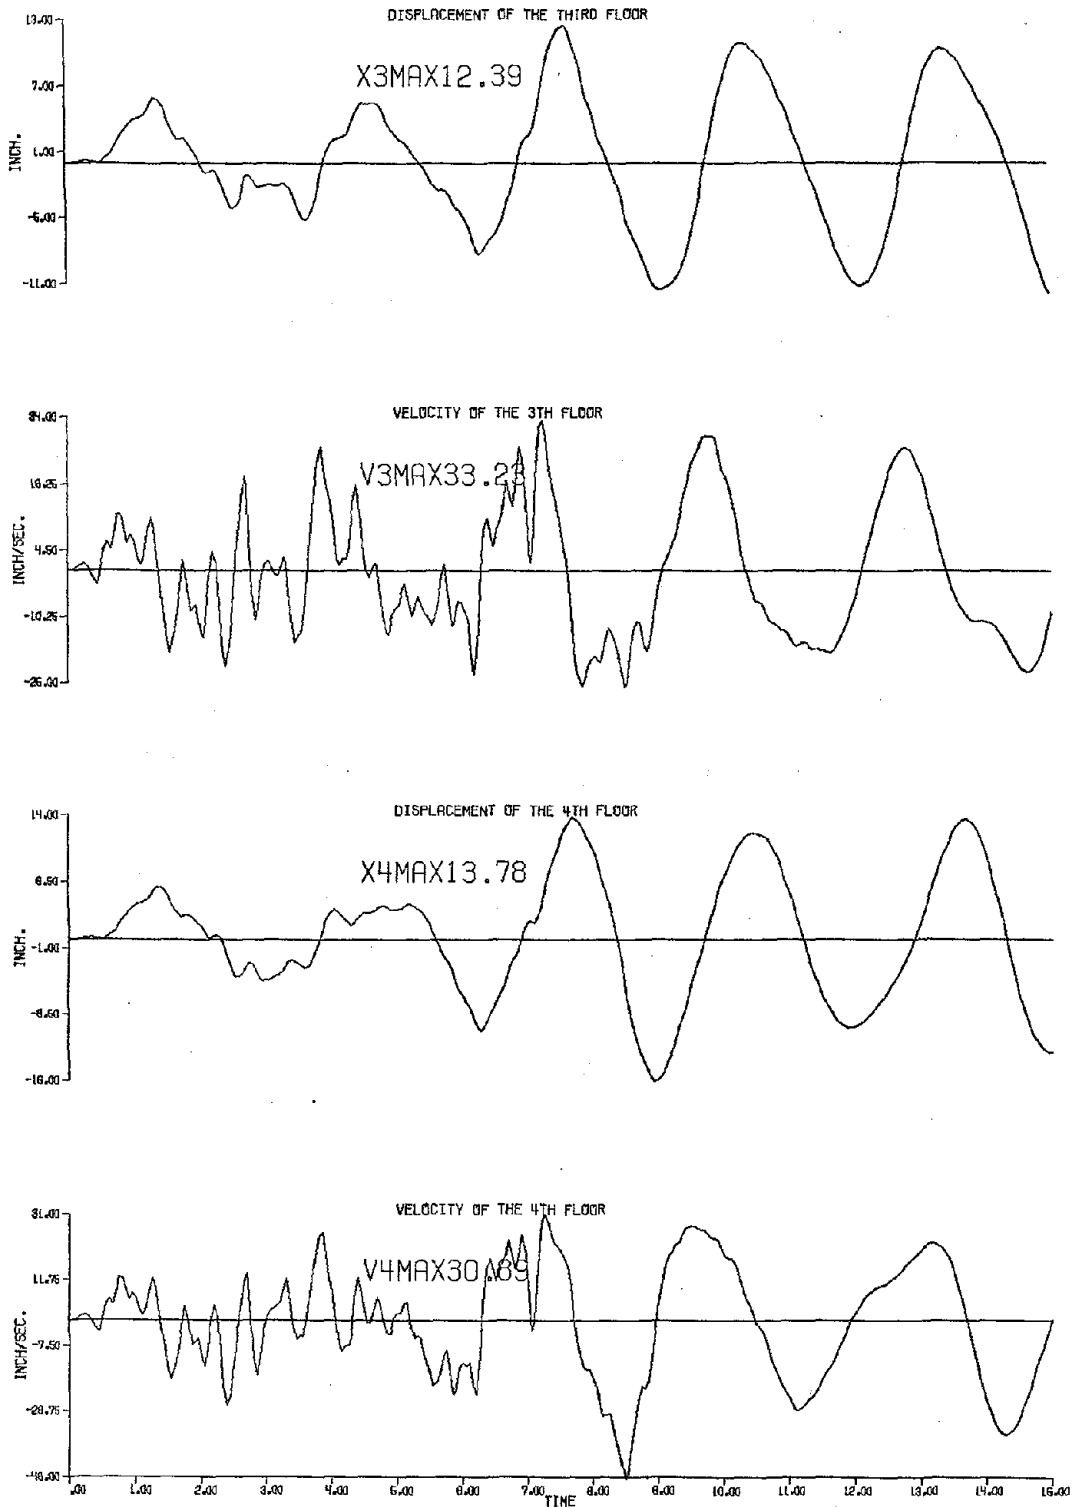 DISPLACEMENT OF THE THIRD FLOOR
13.00
X3MAX12.39
7.00
1.00
INCH.
-5.00
-11.00
VELOCITY OF THE 3TH FLOOR
34.00
V3MAX33.23
19.25
4.50
INCH/SEC.
-10.25
-25.00
DISPLACEMENT OF THE 4TH FLOOR
14.00
X4MAX13.78
6.50
-1.00
INCH.
-8.50
-16.00
VELOCITY OF THE 4TH FLOOR
31.00
V4MAX30.89
11.75
-7.50
INCH/SEC.
-26.75
-46.00
.00 1.00 2.00 3.00 4.00 5.00 6.00 7.00 8.00 9.00 10.00 11.00 12.00 13.00 14.00 15.00
TIME